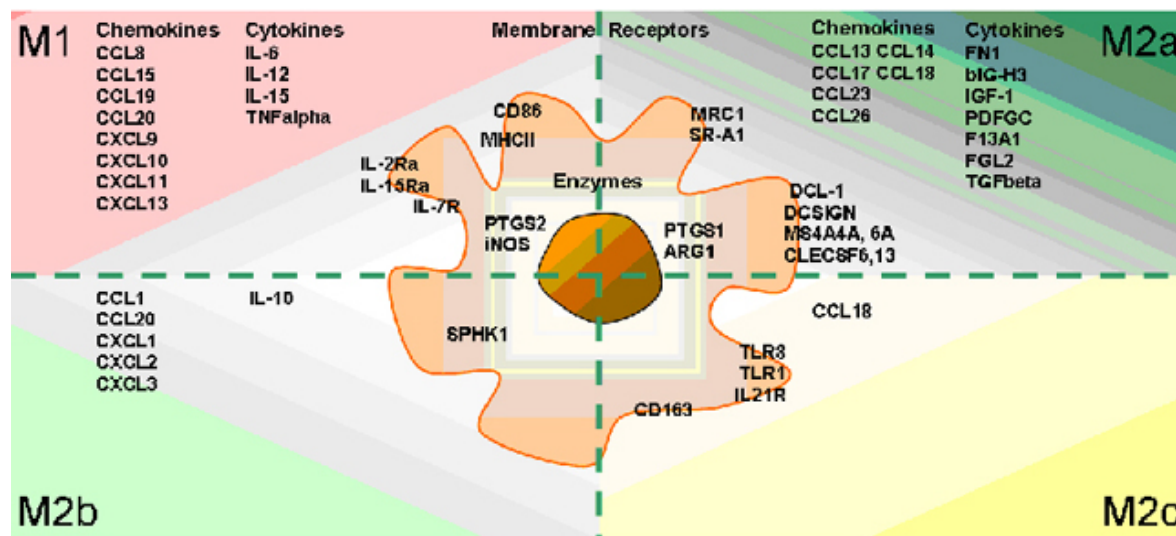 M1
Chemokines
CCL8
CCL15
CCL19
CCL20
CXCL9
CXCL10
CXCL11
CXCL13
Cytokines
IL-6
IL-12
IL-15
TNFalpha
Membrane Receptors
CD86
MHCII
IL-2Ra
IL-15Ra
IL-7R
Enzymes
PTGS2
iNOS
M2a
Chemokines
CCL13 CCL14
CCL17 CCL18
CCL23
CCL26
Cytokines
FN1
bIG-H3
IGF-1
PDFGC
F13A1
FGL2
TGFbeta
MRC1
SR-A1
DCL-1
DCSIGN
MS4A4A, 6A
CLECSF6,13
PTGS1
ARG1
M2b
CCL1
CCL20
CXCL1
CXCL2
CXCL3
IL-10
SPHK1
M2c
CCL18
TLR8
TLR1
IL21R
CD163